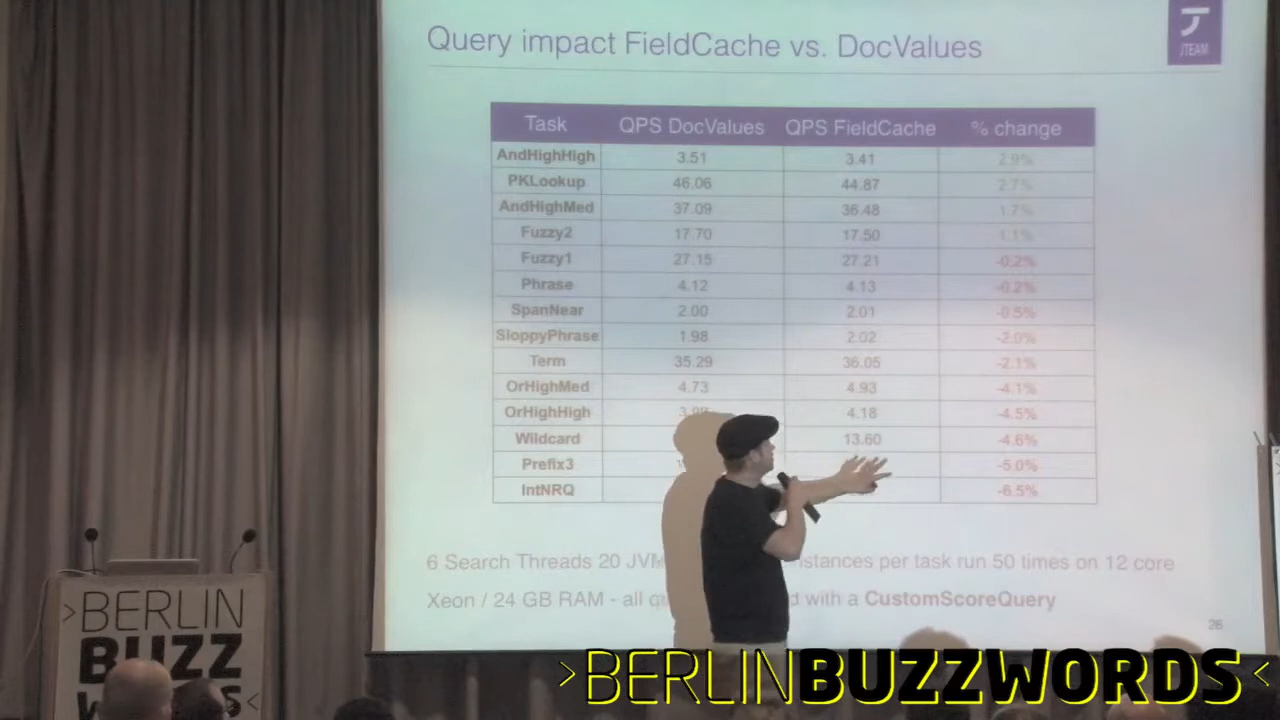 Query impact FieldCache vs. DocValues
JTEAM
Task QPS DocValues QPS FieldCache % change
AndHighHigh 3.51 3.41 2.9%
PKLookup 46.06 44.87 2.7%
AndHighMed 37.09 36.48 1.7%
Fuzzy2 17.70 17.50 1.1%
Fuzzy1 27.15 27.21 -0.2%
Phrase 4.12 4.13 -0.2%
SpanNear 2.00 2.01 -0.5%
SloppyPhrase 1.98 2.02 -2.0%
Term 35.29 36.05 -2.1%
OrHighMed 4.73 4.93 -4.1%
OrHighHigh 3.99 4.18 -4.5%
Wildcard 13.60 -4.6%
Prefix3 -5.0%
IntNRQ -6.5%
6 Search Threads 20 JVM instances per task run 50 times on 12 core
Xeon / 24 GB RAM - all with a CustomScoreQuery
26
>BERLIN
BUZZ
WORDS<
>BERLINBUZZWORDS<